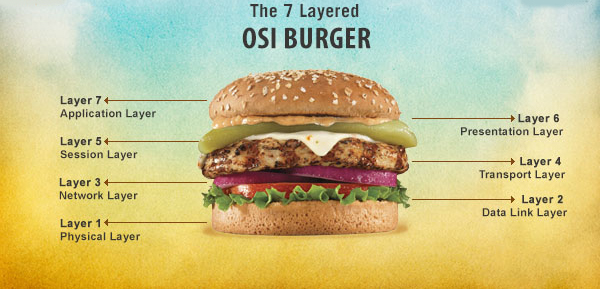 The 7 Layered
OSI BURGER
Layer 7
Application Layer
Layer 6
Presentation Layer
Layer 5
Session Layer
Layer 4
Transport Layer
Layer 3
Network Layer
Layer 2
Data Link Layer
Layer 1
Physical Layer